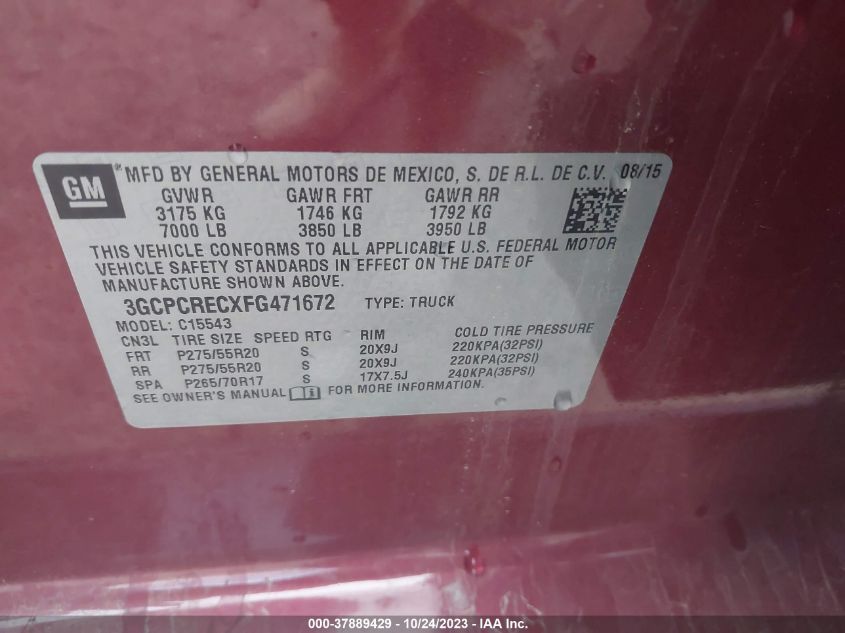 GM® MFD BY GENERAL MOTORS DE MEXICO, S. DE R.L. DE C.V. 08/15
GVWR GAWR FRT GAWR RR
3175 KG 1746 KG 1792 KG
7000 LB 3850 LB 3950 LB
THIS VEHICLE CONFORMS TO ALL APPLICABLE U.S. FEDERAL MOTOR
VEHICLE SAFETY STANDARDS IN EFFECT ON THE DATE OF
MANUFACTURE SHOWN ABOVE.
3GCPCRECXFG471672 TYPE: TRUCK
MODEL: C15543
CN3L TIRE SIZE SPEED RTG RIM COLD TIRE PRESSURE
FRT P275/55R20 S 20X9J 220KPA(32PSI)
RR P275/55R20 S 20X9J 220KPA(32PSI)
SPA P265/70R17 S 17X7.5J 240KPA(35PSI)
SEE OWNER'S MANUAL FOR MORE INFORMATION.
000-37889429 - 10/24/2023 - IAA Inc.